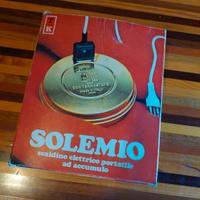 K
SOLEMIO
scaldino elettrico portatile
ad accumulo